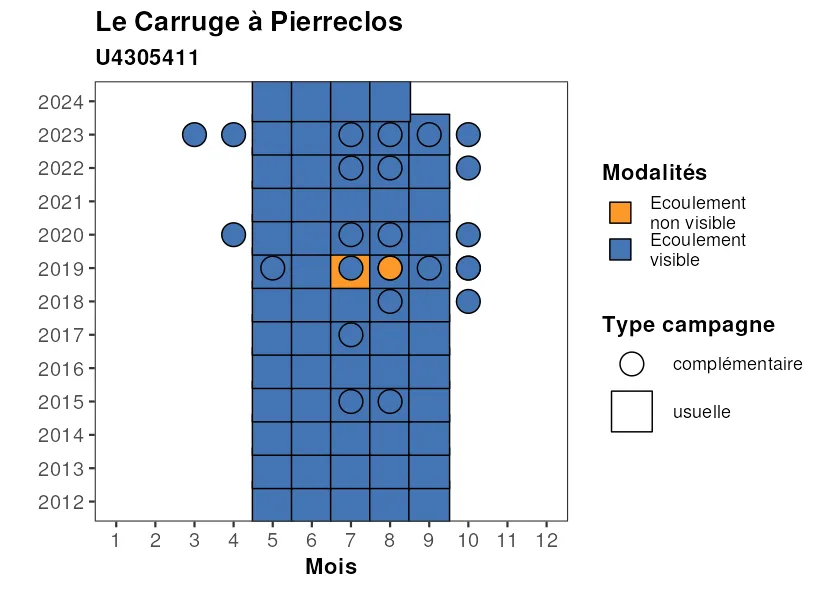 Le Carruge à Pierreclos
U4305411
2024
2023
2022
2021
2020
2019
2018
2017
2016
2015
2014
2013
2012
1 2 3 4 5 6 7 8 9 10 11 12
Mois
Modalités
Ecoulement
non visible
Ecoulement
visible
Type campagne
complémentaire
usuelle